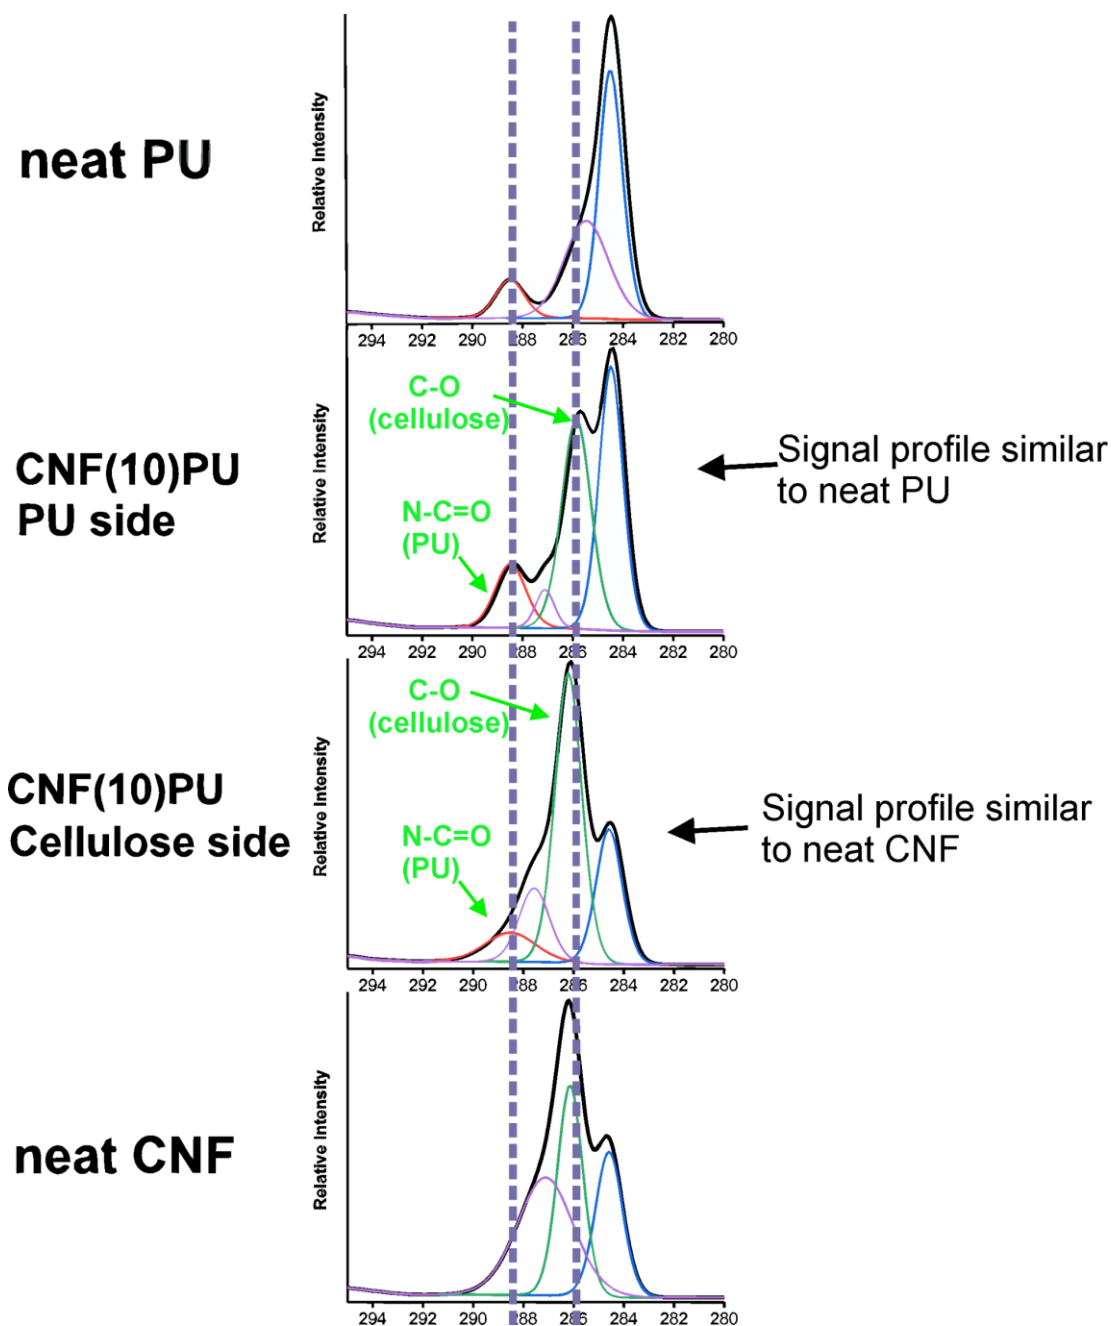 neat PU
Relative Intensity
294 292 290 288 286 284 282 280
CNF(10)PU
PU side
Relative Intensity
C-O
(cellulose)
N-C=O
(PU)
Signal profile similar
to neat PU
294 292 290 288 286 284 282 280
CNF(10)PU
Cellulose side
Relative Intensity
C-O
(cellulose)
N-C=O
(PU)
Signal profile similar
to neat CNF
294 292 290 288 286 284 282 280
neat CNF
Relative Intensity
294 292 290 288 286 284 282 280